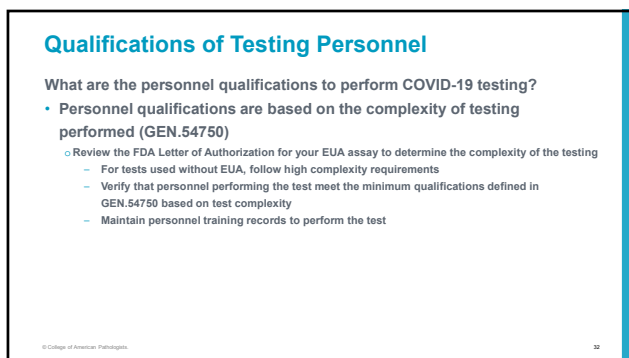 Qualifications of Testing Personnel
What are the personnel qualifications to perform COVID-19 testing?
• Personnel qualifications are based on the complexity of testing
performed (GEN.54750)
o Review the FDA Letter of Authorization for your EUA assay to determine the complexity of the testing
– For tests used without EUA, follow high complexity requirements
– Verify that personnel performing the test meet the minimum qualifications defined in
GEN.54750 based on test complexity
– Maintain personnel training records to perform the test
© College of American Pathologists.
32